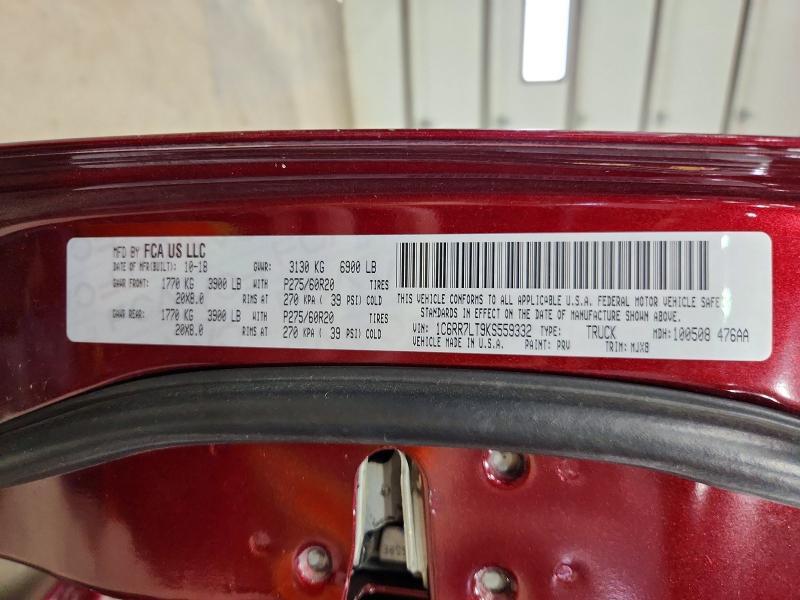 MFD BY FCA US LLC
DATE OF MFR(BUILT): 10-18 GVWR: 3130 KG 6900 LB
GAWR FRONT: 1770 KG 3900 LB WITH P275/60R20 TIRES
20X8.0 RIMS AT 270 KPA ( 39 PSI) COLD
GAWR REAR: 1770 KG 3900 LB WITH P275/60R20 TIRES
20X8.0 RIMS AT 270 KPA ( 39 PSI) COLD
THIS VEHICLE CONFORMS TO ALL APPLICABLE U.S.A. FEDERAL MOTOR VEHICLE SAFETY
STANDARDS IN EFFECT ON THE DATE OF MANUFACTURE SHOWN ABOVE.
VIN: 1C6RR7LT9KS559332 TYPE: TRUCK MDH: 100508 476AA
VEHICLE MADE IN U.S.A. PAINT: PRV TRIM: MJX8